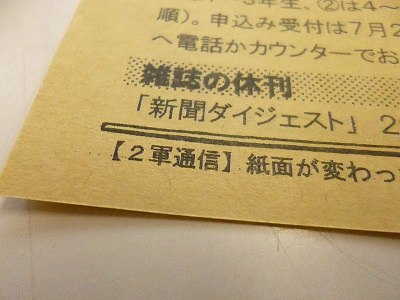 3年生、②は4～
順)。申込み受付は7月2
へ電話かカウンターでお
雑誌の休刊
「新聞ダイジェスト」 2
【2軍通信】紙面が変わっ